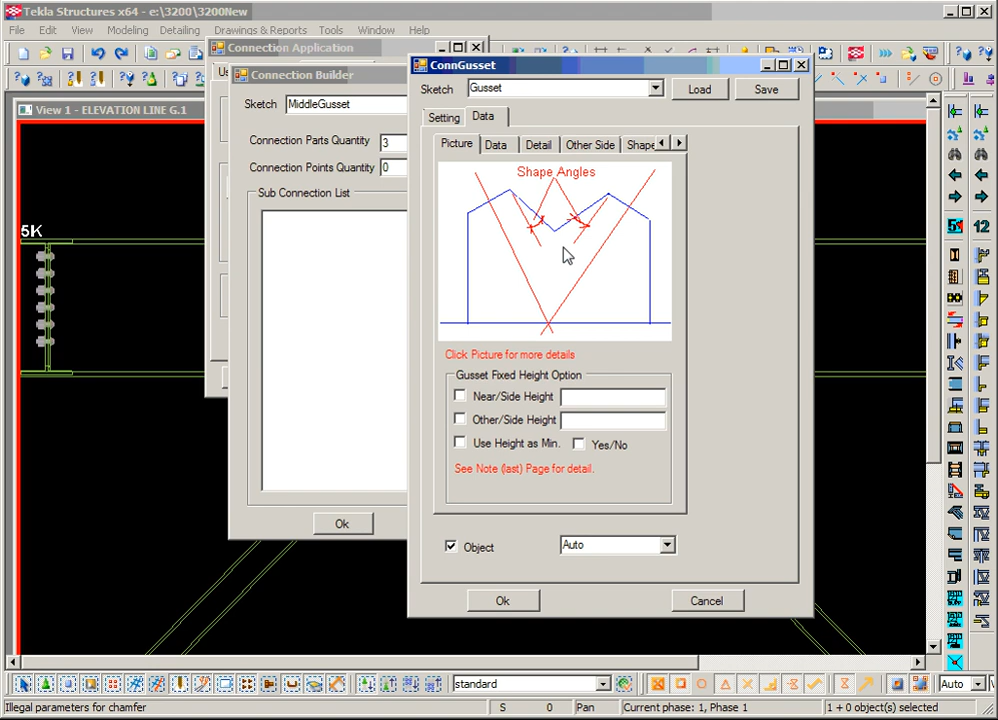 Tekla Structures x64 - e:\3200\3200New
File Edit View Modeling Detailing Drawings & Reports Tools Window Help
View 1 - ELEVATION LINE G.1
5K
12
Connection Application
Connection Builder
Sketch MiddleGusset
Connection Parts Quantity 3
Connection Points Quantity 0
Sub Connection List
Ok
ConnGusset
Sketch Gusset Load Save
Setting Data
Picture Data Detail Other Side Shape
Shape Angles
Click Picture for more details
Gusset Fixed Height Option
Near/Side Height
Other/Side Height
Use Height as Min. Yes/No
See Note (last) Page for detail.
Object Auto
Ok Cancel
standard
Auto
Illegal parameters for chamfer S 0 Pan Current phase: 1, Phase 1 1 + 0 object(s) selected